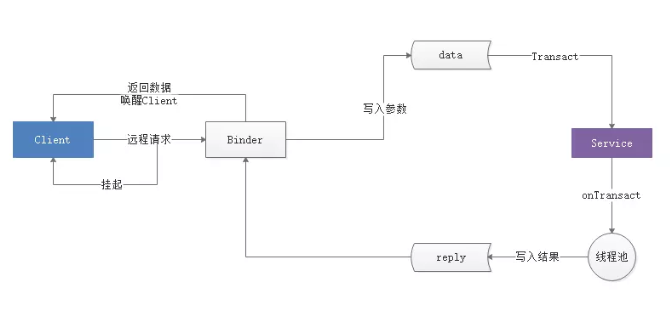 data
Transact
返回数据
唤醒Client
写入参数
Client
远程请求
Binder
Service
挂起
onTransact
reply
写入结果
线程池